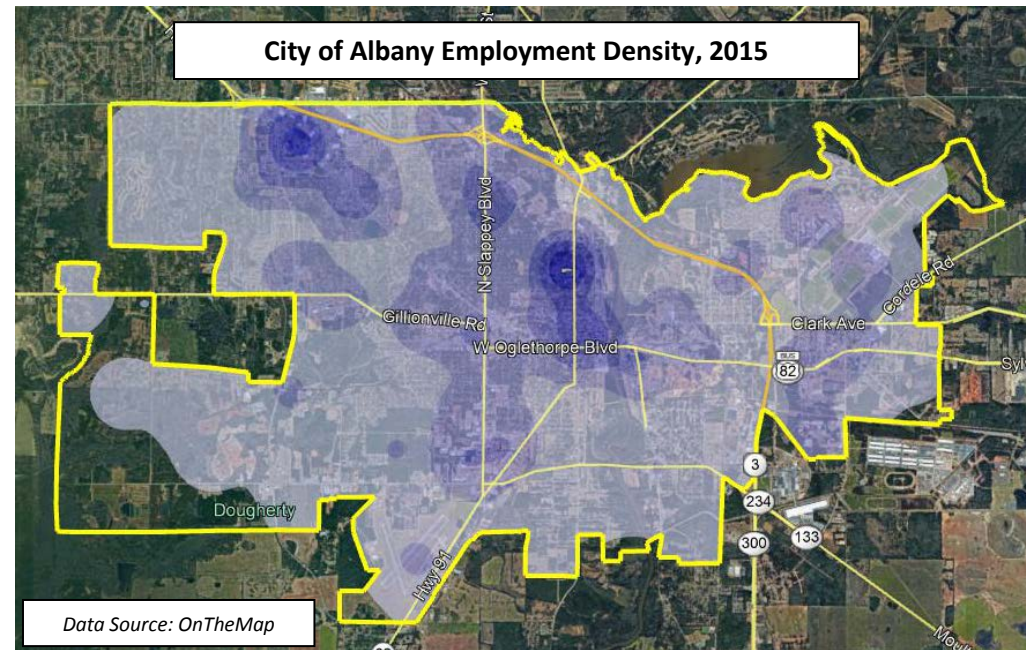 City of Albany Employment Density, 2015
N Slappey Blvd
Gillionville Rd
W Oglethorpe Blvd
Clark Ave
Cordele Rd
BUS
82
Syl
3
234
133
300
Dougherty
Hwy 91
Moult
Data Source: OnTheMap